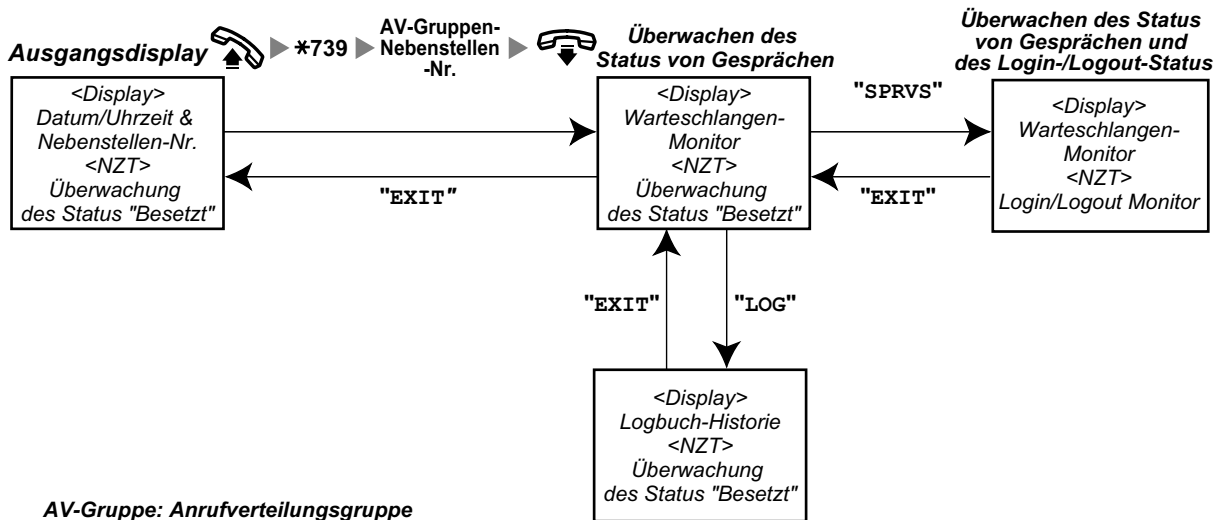 Ausgangsdisplay
*739
AV-Gruppen-
Nebenstellen
-Nr.
Überwachen des
Status von Gesprächen
Überwachen des Status
von Gesprächen und
des Login-/Logout-Status
<Display>
Datum/Uhrzeit &
Nebenstellen-Nr.
<NZT>
Überwachung
des Status "Besetzt"
"EXIT"
<Display>
Warteschlangen-
Monitor
<NZT>
Überwachung
des Status "Besetzt"
"SPRVS"
"EXIT"
<Display>
Warteschlangen-
Monitor
<NZT>
Login/Logout Monitor
"EXIT"
"LOG"
<Display>
Logbuch-Historie
<NZT>
Überwachung
des Status "Besetzt"
AV-Gruppe: Anrufverteilungsgruppe